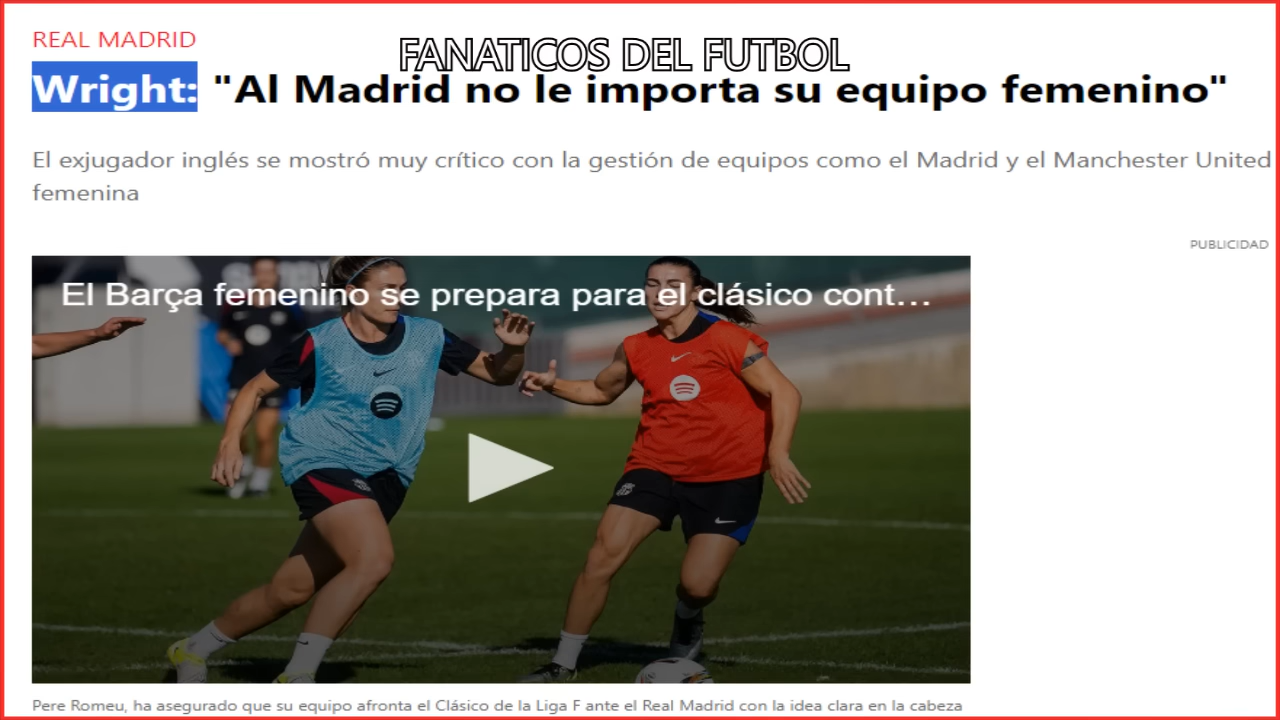 REAL MADRID
FANATICOS DEL FUTBOL
Wright: "Al Madrid no le importa su equipo femenino"
El exjugador inglés se mostró muy crítico con la gestión de equipos como el Madrid y el Manchester United
femenina
PUBLICIDAD
El Barça femenino se prepara para el clásico cont...
Pere Romeu, ha asegurado que su equipo afronta el Clásico de la Liga F ante el Real Madrid con la idea clara en la cabeza